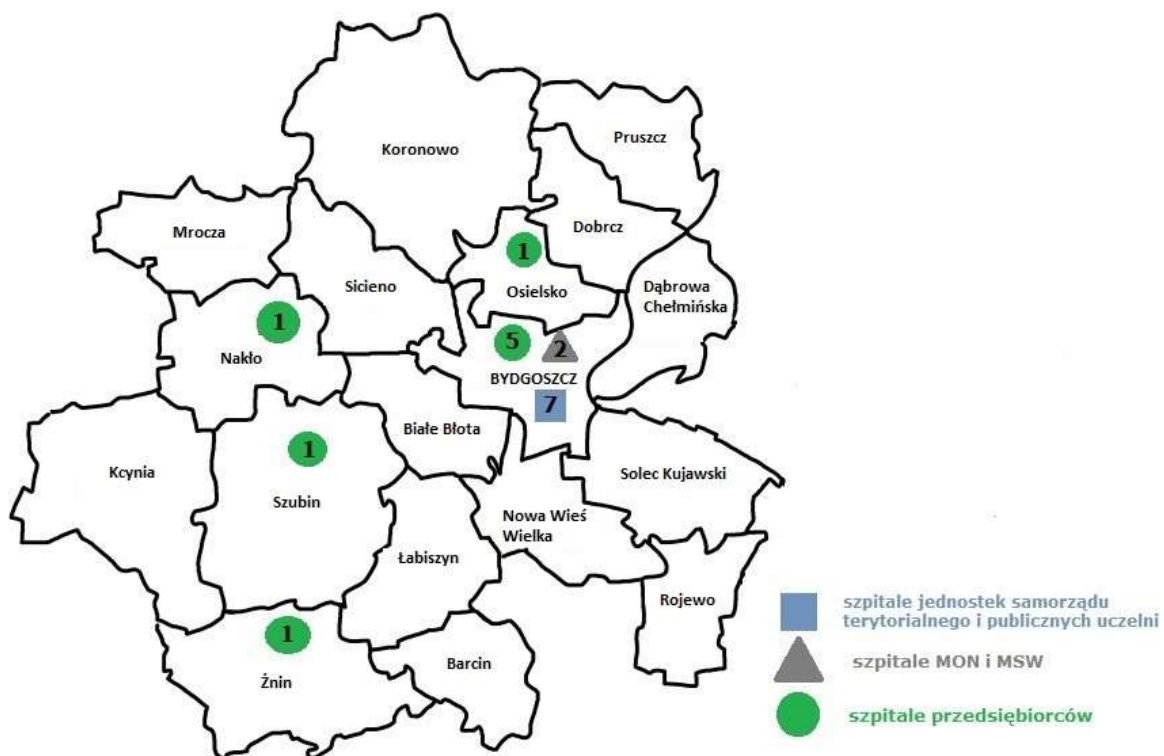 Koronowo
Pruszcz
Mrocza
Dobrcz
1
Sicieno
Osielsko
Dąbrowa
Chełmińska
1
Nakło
5
2
BYDGOSZCZ
7
Białe Błota
1
Kcynia
Szubin
Solec Kujawski
Nowa Wieś
Wielka
Łabiszyn
Rojewo
1
Żnin
Barcin
szpitale jednostek samorządu
terytorialnego i publicznych uczelni
szpitale MON i MSW
szpitale przedsiębiorców